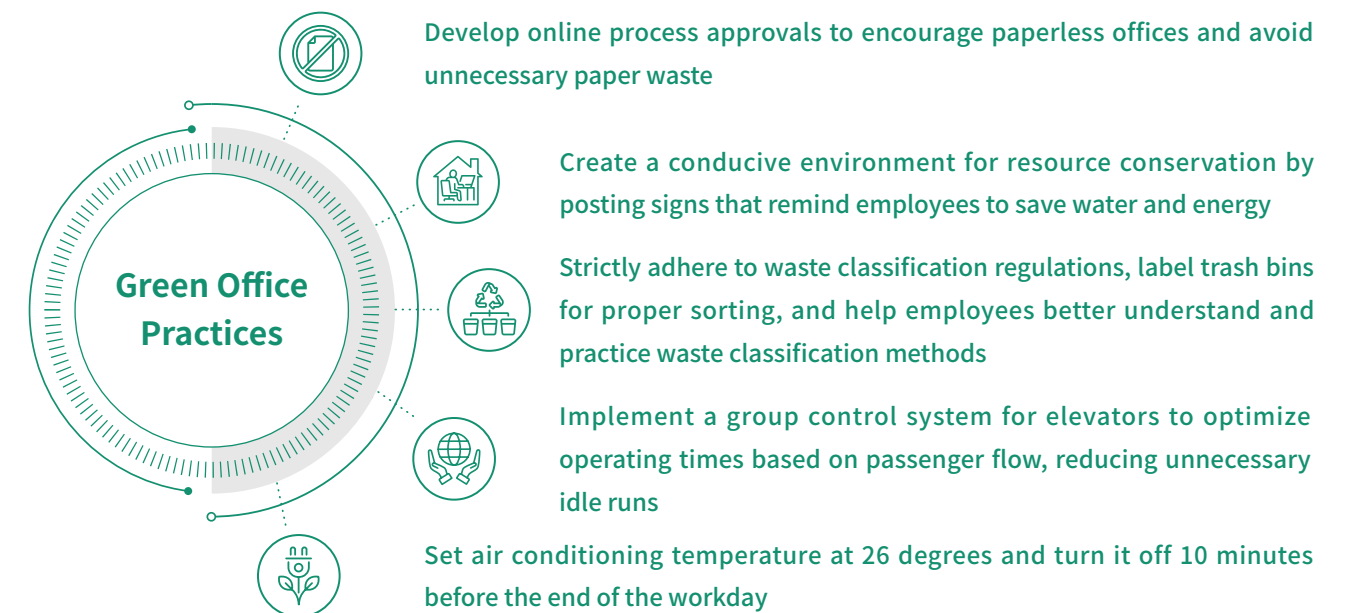 Develop online process approvals to encourage paperless offices and avoid
unnecessary paper waste
Create a conducive environment for resource conservation by
posting signs that remind employees to save water and energy
Green Office
Practices
Strictly adhere to waste classification regulations, label trash bins
for proper sorting, and help employees better understand and
practice waste classification methods
Implement a group control system for elevators to optimize
operating times based on passenger flow, reducing unnecessary
idle runs
Set air conditioning temperature at 26 degrees and turn it off 10 minutes
before the end of the workday